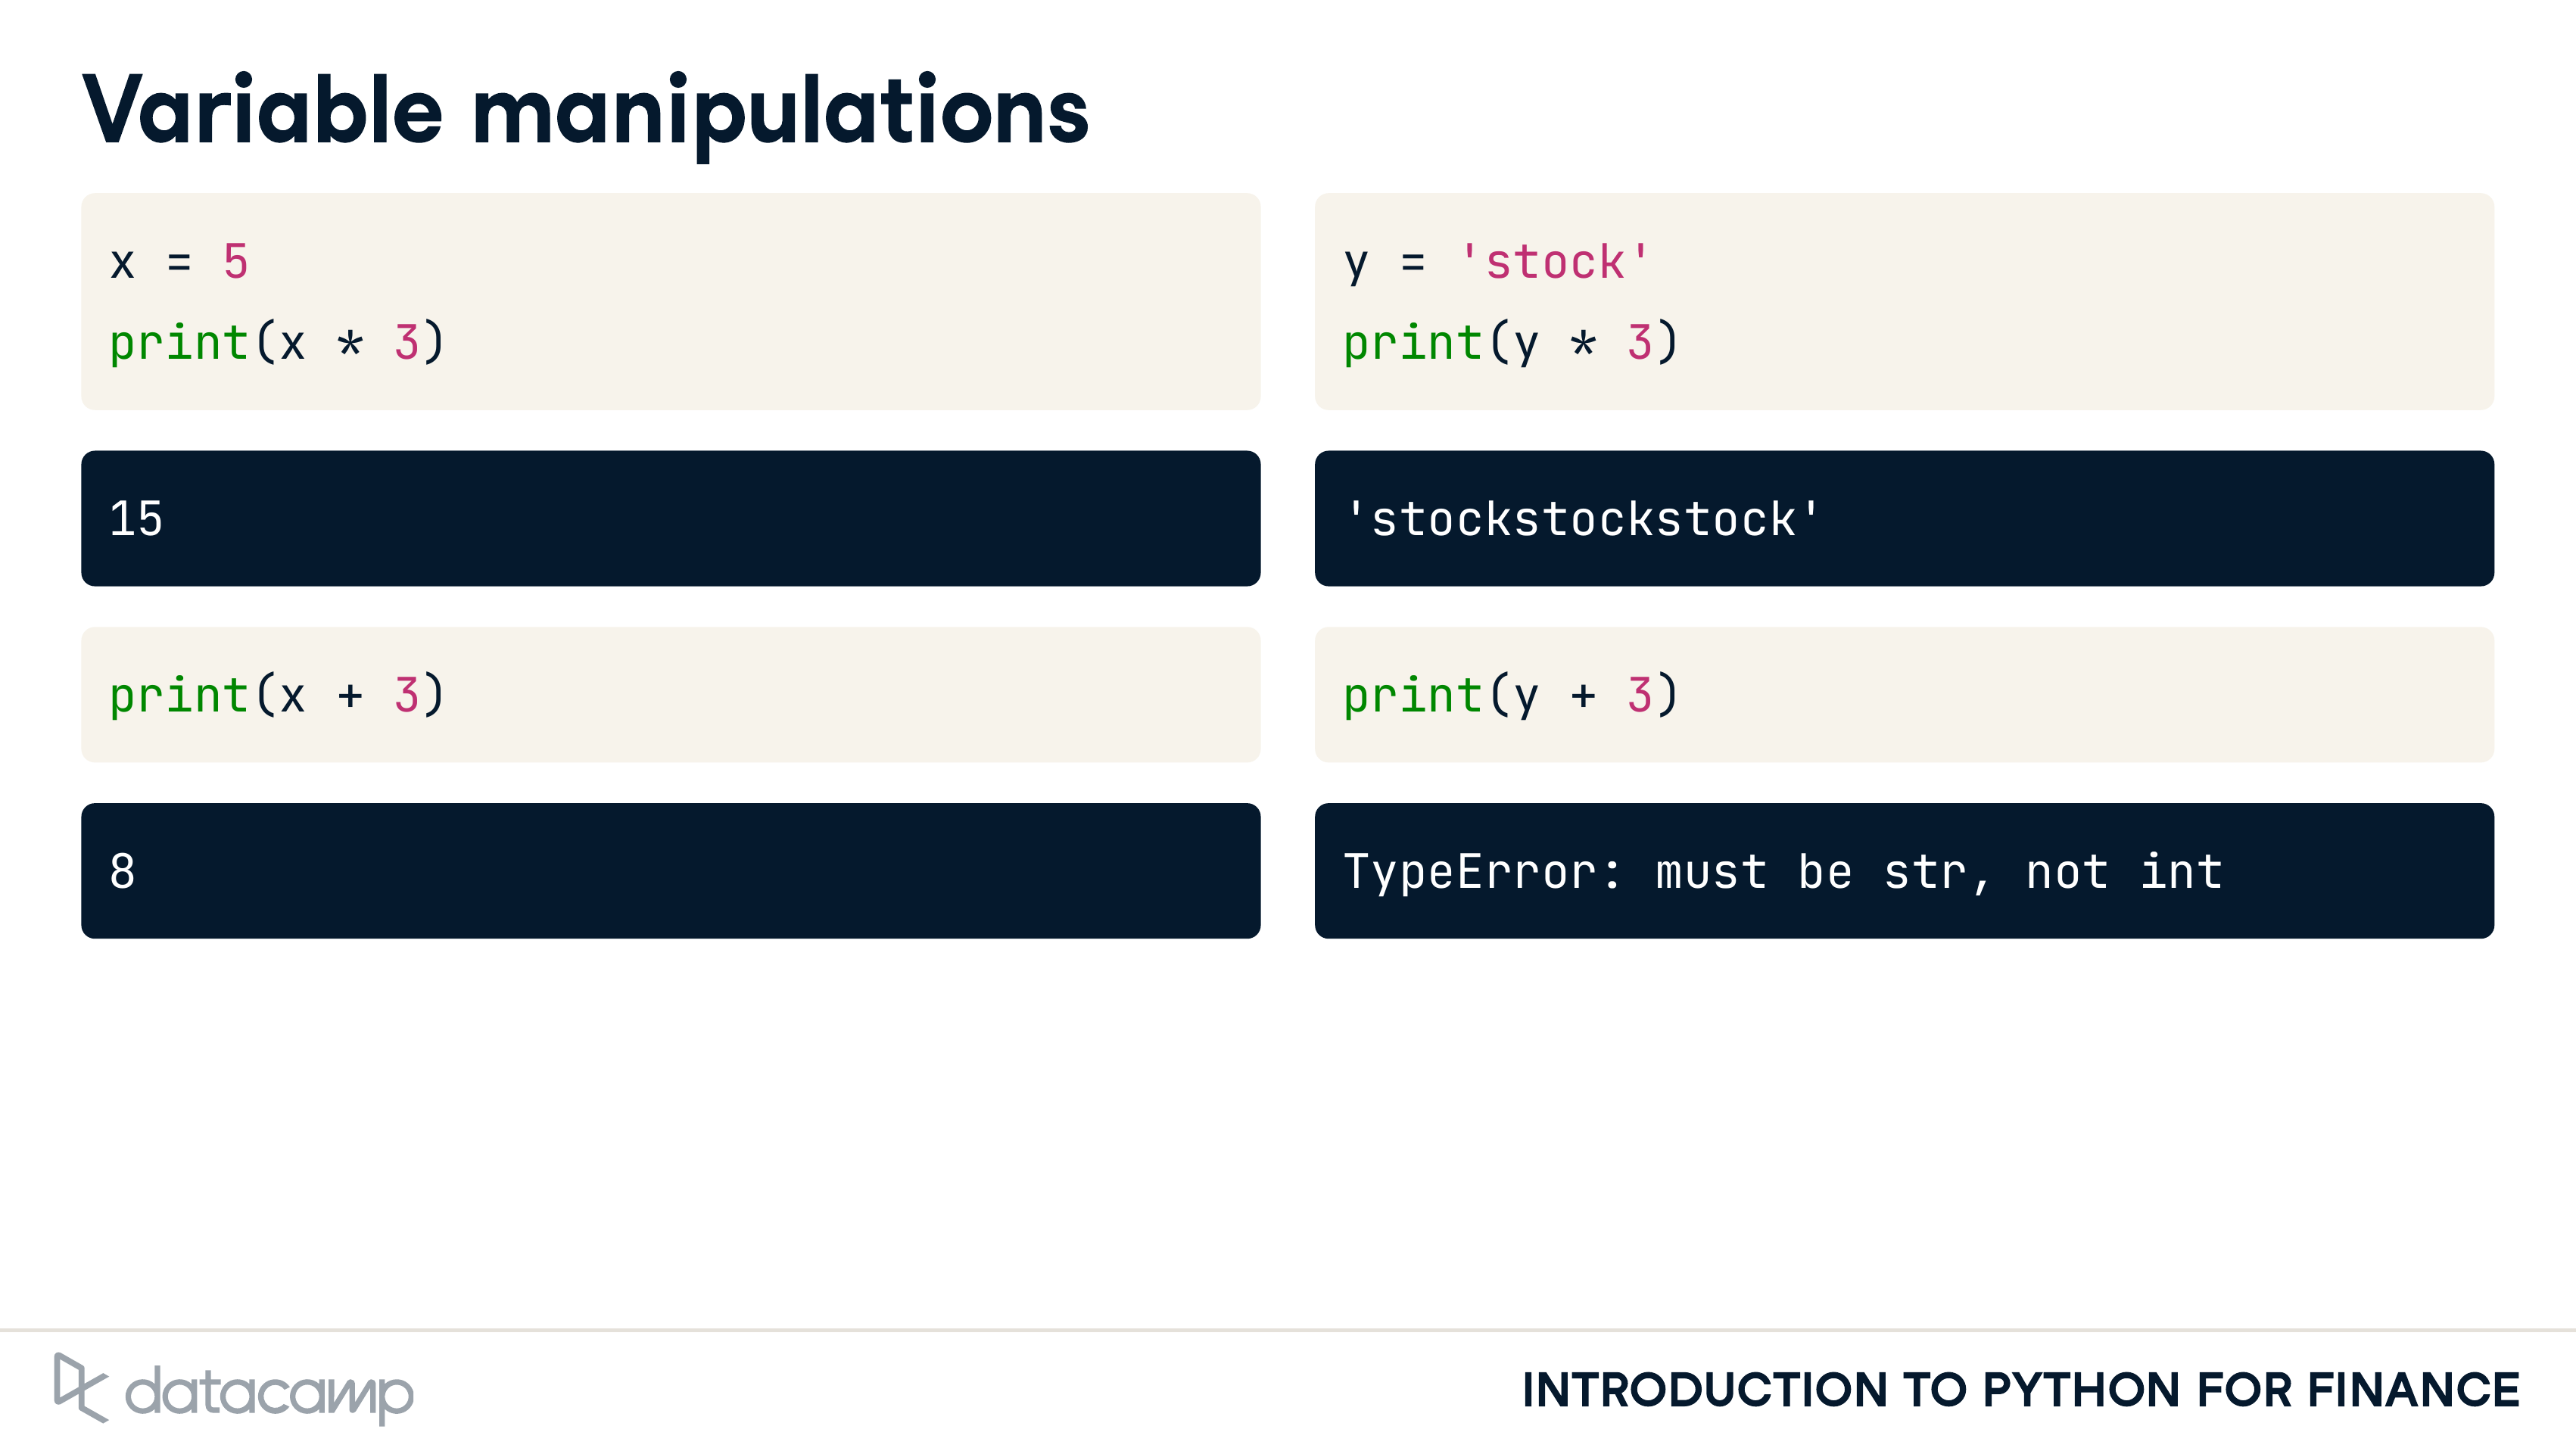 Variable manipulations
x = 5
print(x * 3)
15
print(x + 3)
8
y = 'stock'
print(y * 3)
'stockstockstock'
print(y + 3)
TypeError: must be str, not int
datacamp
INTRODUCTION TO PYTHON FOR FINANCE